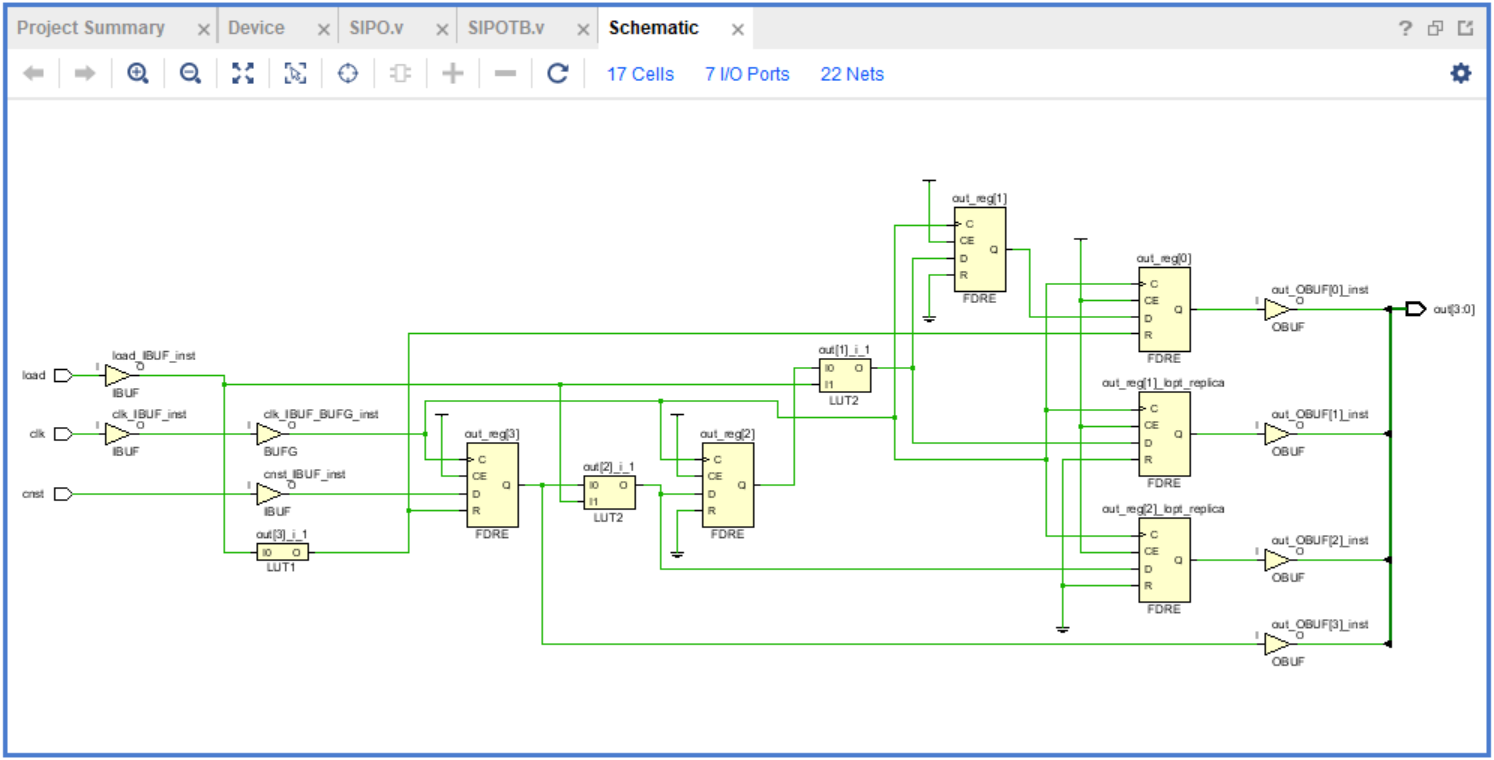 Project Summary × Device × SIPO.v × SIPOTB.v × Schematic × ?
17 Cells 7 I/O Ports 22 Nets
out_reg[1]
C
CE
Q
D
R
FDRE
out_reg[0]
C
CE
Q
D
R
FDRE
out_OBUF[0]_inst
I O
OBUF
out[3:0]
load
load_IBUF_inst
I O
IBUF
clk
clk_IBUF_inst
I O
IBUF
clk_IBUF_BUFG_inst
I O
BUFG
cnst
cnst_IBUF_inst
I O
IBUF
out[3]_i_1
I0 O
LUT1
out_reg[3]
C
CE
Q
D
R
FDRE
out[2]_i_1
I0 O
I1
LUT2
out_reg[2]
C
CE
Q
D
R
FDRE
out[1]_i_1
I0 O
I1
LUT2
out_reg[1]_lopt_replica
C
CE
Q
D
R
FDRE
out_OBUF[1]_inst
I O
OBUF
out_reg[2]_lopt_replica
C
CE
Q
D
R
FDRE
out_OBUF[2]_inst
I O
OBUF
out_OBUF[3]_inst
I O
OBUF